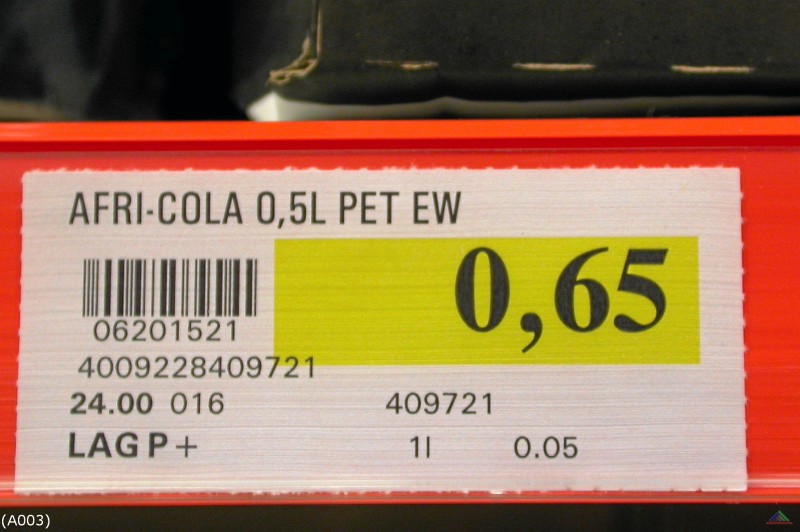 AFRI-COLA 0,5L PET EW
0,65
06201521
4009228409721
24.00 016 409721
LAG P + 1l 0.05
(A003)